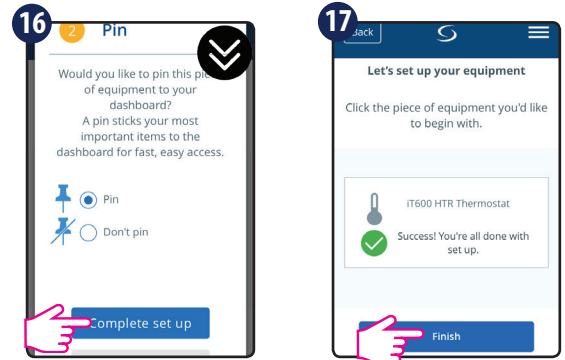 16
2 Pin
Would you like to pin this piece
of equipment to your
dashboard?
A pin sticks your most
important items to the
dashboard for fast, easy access.
Pin
Don't pin
Complete set up
17
Back
Let's set up your equipment
Click the piece of equipment you'd like
to begin with.
iT600 HTR Thermostat
Success! You're all done with
set up.
Finish